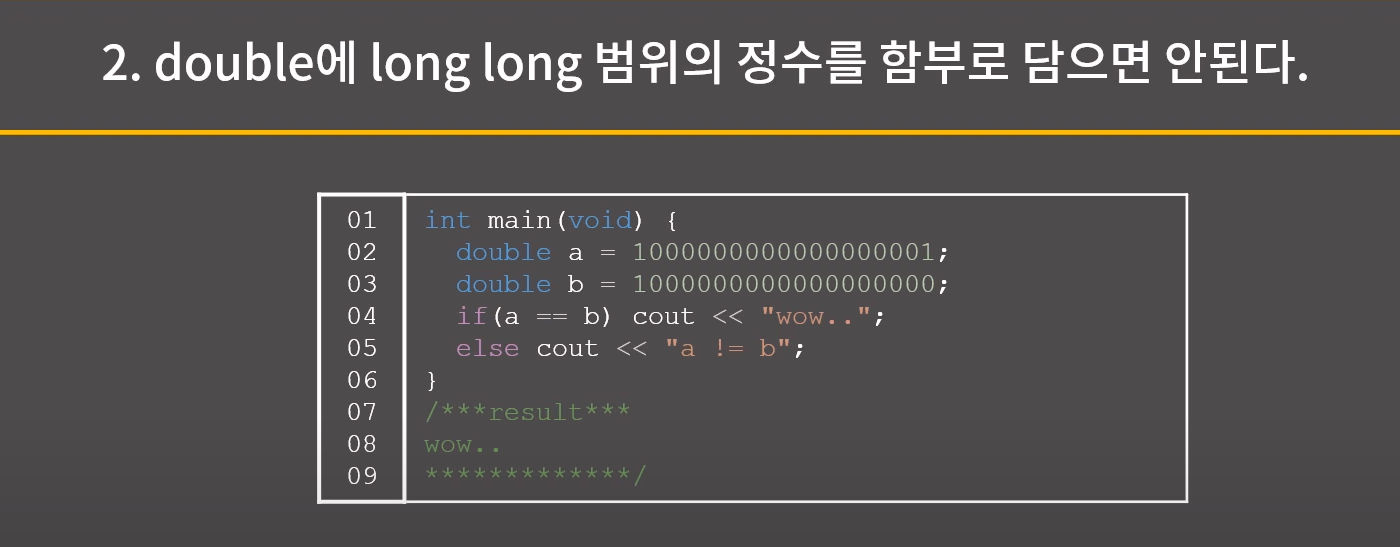 2. double에 long long 범위의 정수를 함부로 담으면 안된다.
01 int main(void) {
02   double a = 1000000000000000001;
03   double b = 1000000000000000000;
04   if(a == b) cout << "wow..";
05   else cout << "a != b";
06 }
07 /***result***
08 wow..
09 *************/